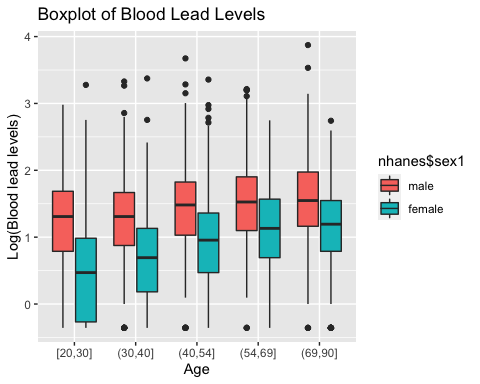 Boxplot of Blood Lead Levels
4
3
2
1
0
Log(Blood lead levels)
[20,30] (30,40] (40,54] (54,69] (69,90]
Age
nhanes$sex1
male
female